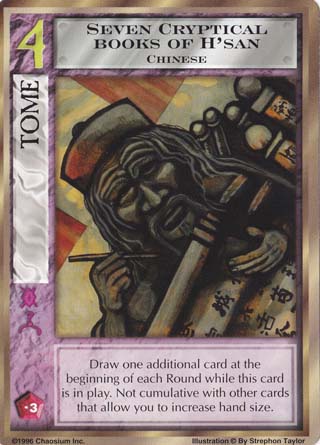 4
SEVEN CRYPTICAL
BOOKS OF H'SAN
CHINESE
TOME
Draw one additional card at the
beginning of each Round while this card
is in play. Not cumulative with other cards
that allow you to increase hand size.
-3
©1996 Chaosium Inc.
Illustration © By Strephon Taylor